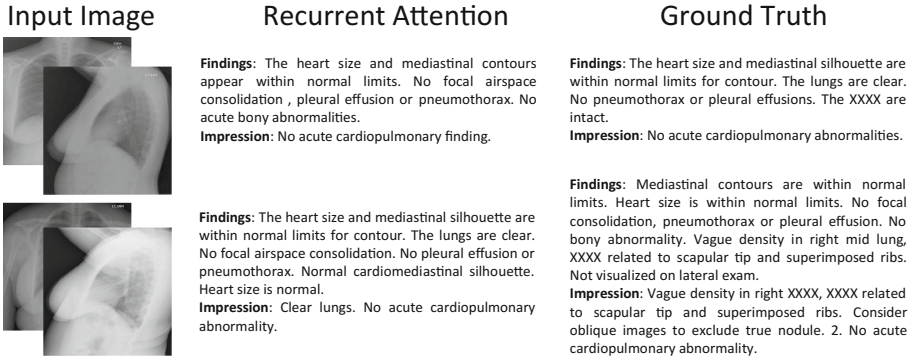 Input Image
Recurrent Attention
Ground Truth
Findings: The heart size and mediastinal contours
appear within normal limits. No focal airspace
consolidation , pleural effusion or pneumothorax. No
acute bony abnormalities.
Impression: No acute cardiopulmonary finding.
Findings: The heart size and mediastinal silhouette are
within normal limits for contour. The lungs are clear.
No pneumothorax or pleural effusions. The XXXX are
intact.
Impression: No acute cardiopulmonary abnormalities.
Findings: The heart size and mediastinal silhouette are
within normal limits for contour. The lungs are clear.
No focal airspace consolidation. No pleural effusion or
pneumothorax. Normal cardiomediastinal silhouette.
Heart size is normal.
Impression: Clear lungs. No acute cardiopulmonary
abnormality.
Findings: Mediastinal contours are within normal
limits. Heart size is within normal limits. No focal
consolidation, pneumothorax or pleural effusion. No
bony abnormality. Vague density in right mid lung,
XXXX related to scapular tip and superimposed ribs.
Not visualized on lateral exam.
Impression: Vague density in right XXXX, XXXX related
to scapular tip and superimposed ribs. Consider
oblique images to exclude true nodule. 2. No acute
cardiopulmonary abnormality.